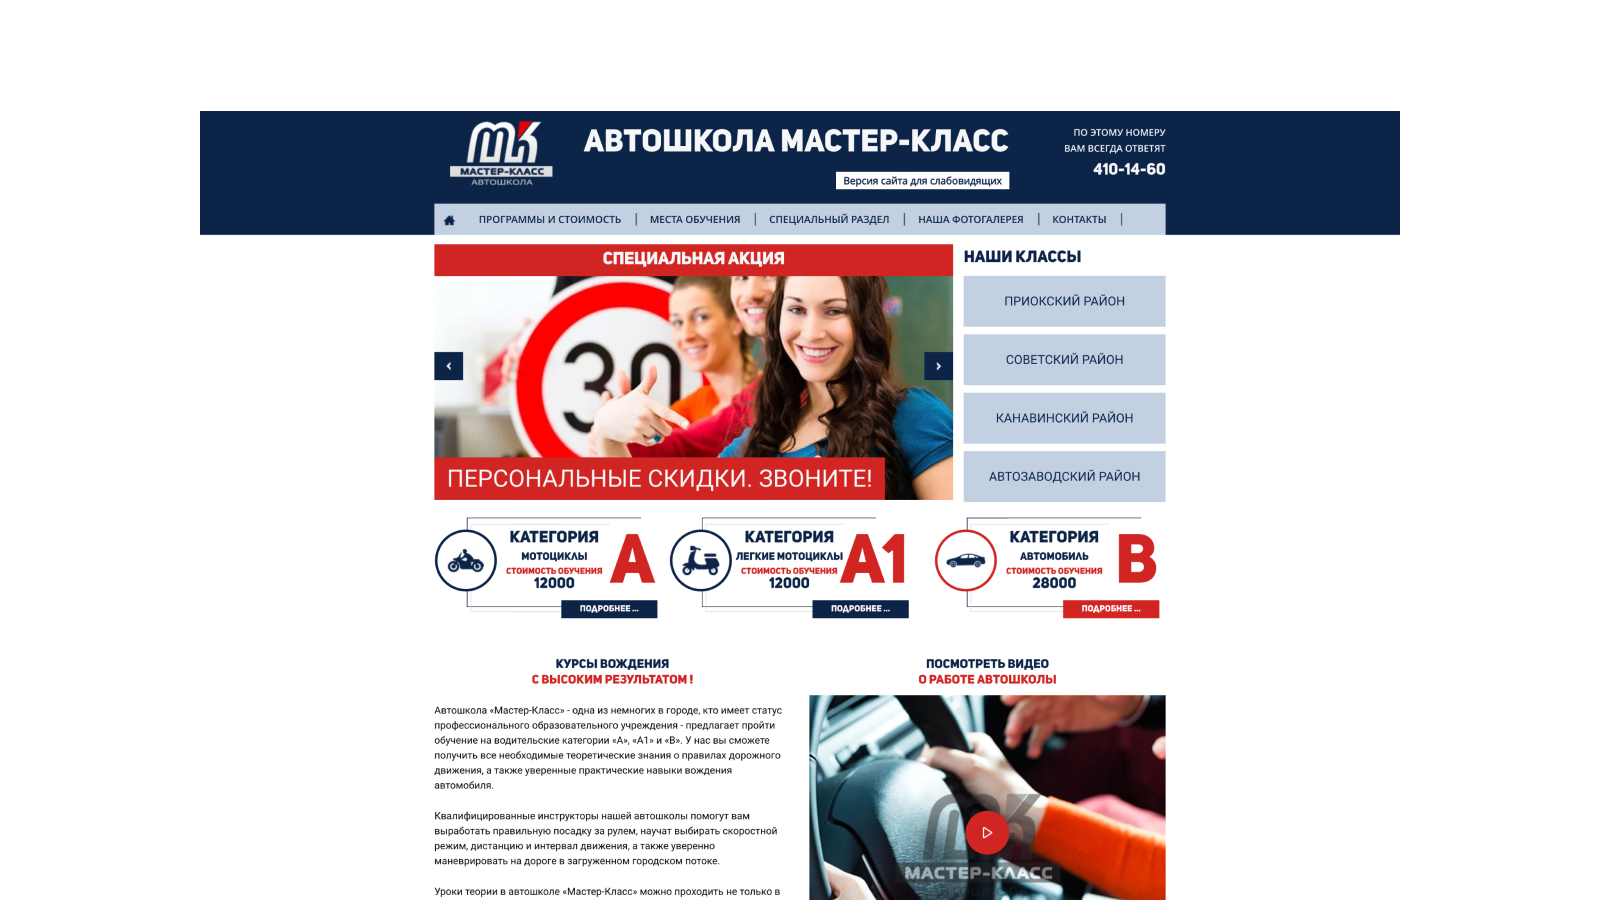 МАСТЕР-КЛАСС
АВТОШКОЛА
АВТОШКОЛА МАСТЕР-КЛАСС
Версия сайта для слабовидящих
ПО ЭТОМУ НОМЕРУ
ВАМ ВСЕГДА ОТВЕТЯТ
410-14-60
ПРОГРАММЫ И СТОИМОСТЬ | МЕСТА ОБУЧЕНИЯ | СПЕЦИАЛЬНЫЙ РАЗДЕЛ | НАША ФОТОГАЛЕРЕЯ | КОНТАКТЫ |
СПЕЦИАЛЬНАЯ АКЦИЯ
30
ПЕРСОНАЛЬНЫЕ СКИДКИ. ЗВОНИТЕ!
НАШИ КЛАССЫ
ПРИОКСКИЙ РАЙОН
СОВЕТСКИЙ РАЙОН
КАНАВИНСКИЙ РАЙОН
АВТОЗАВОДСКИЙ РАЙОН
КАТЕГОРИЯ
МОТОЦИКЛЫ
СТОИМОСТЬ ОБУЧЕНИЯ
12000
A
ПОДРОБНЕЕ ...
КАТЕГОРИЯ
ЛЕГКИЕ МОТОЦИКЛЫ
СТОИМОСТЬ ОБУЧЕНИЯ
12000
A1
ПОДРОБНЕЕ ...
КАТЕГОРИЯ
АВТОМОБИЛЬ
СТОИМОСТЬ ОБУЧЕНИЯ
28000
B
ПОДРОБНЕЕ ...
КУРСЫ ВОЖДЕНИЯ
С ВЫСОКИМ РЕЗУЛЬТАТОМ !
Автошкола «Мастер-Класс» - одна из немногих в городе, кто имеет статус
профессионального образовательного учреждения - предлагает пройти
обучение на водительские категории «А», «А1» и «В». У нас вы сможете
получить все необходимые теоретические знания о правилах дорожного
движения, а также уверенные практические навыки вождения
автомобиля.
Квалифицированные инструкторы нашей автошколы помогут вам
выработать правильную посадку за рулем, научат выбирать скоростной
режим, дистанцию и интервал движения, а также уверенно
маневрировать на дороге в загруженном городском потоке.
Уроки теории в автошколе «Мастер-Класс» можно проходить не только в
ПОСМОТРЕТЬ ВИДЕО
О РАБОТЕ АВТОШКОЛЫ
МАСТЕР-КЛАСС